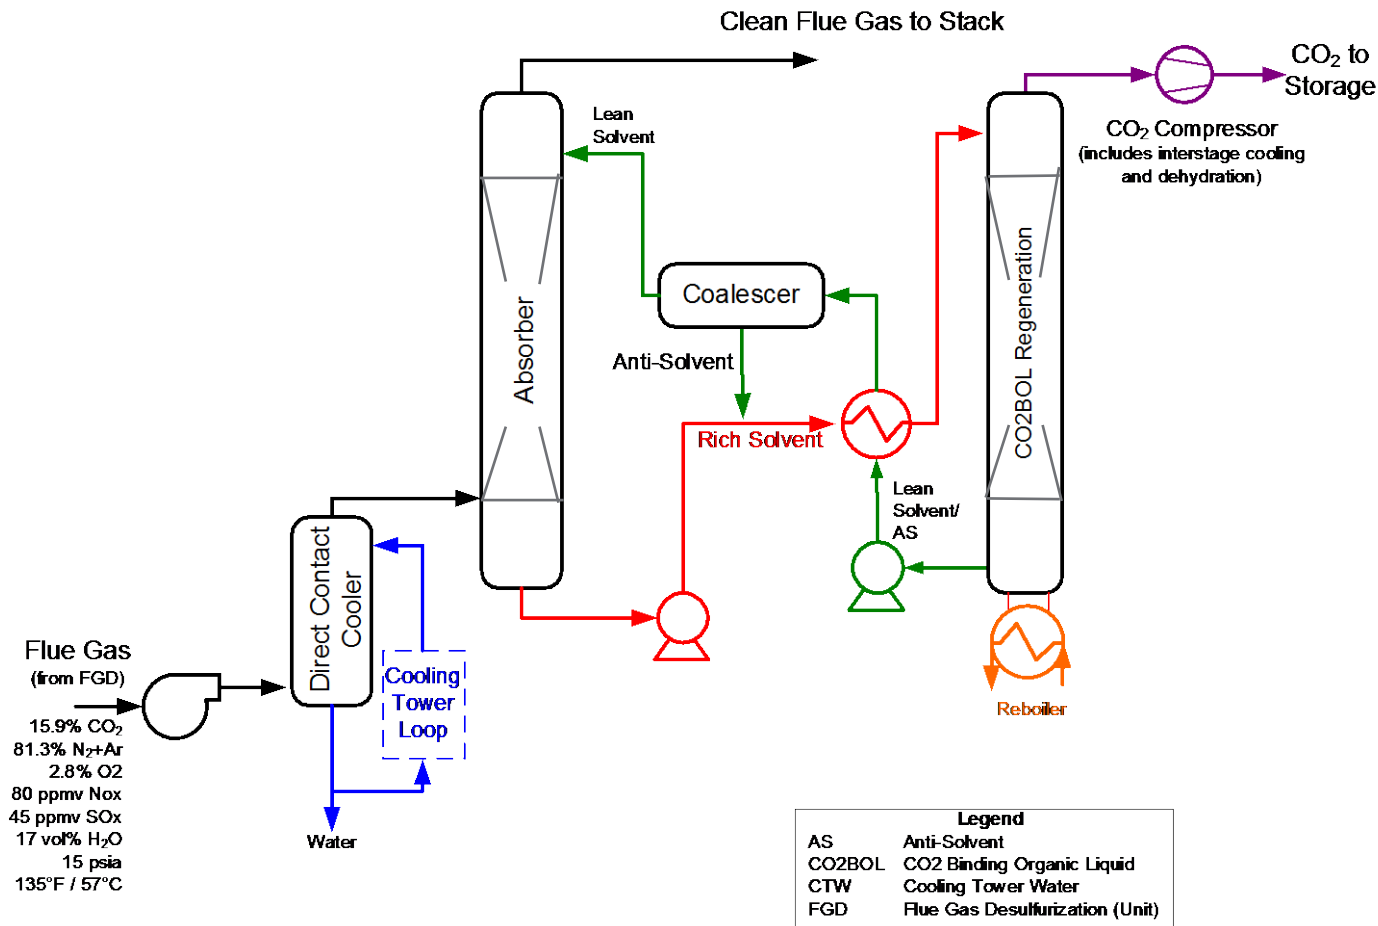 Clean Flue Gas to Stack
CO₂ to
Storage
Lean
Solvent
CO₂ Compressor
(includes interstage cooling
and dehydration)
Absorber
Coalescer
CO2BOL Regeneration
Anti-Solvent
Rich Solvent
Lean
Solvent/
AS
Direct Contact
Cooler
Flue Gas
(from FGD)
Cooling
Tower
Loop
Reboiler
15.9% CO₂
81.3% N₂+Ar
2.8% O2
80 ppmv Nox
45 ppmv SOx
17 vol% H₂O
15 psia
135°F / 57°C
Water
Legend
AS Anti-Solvent
CO2BOL CO2 Binding Organic Liquid
CTW Cooling Tower Water
FGD Flue Gas Desulfurization (Unit)